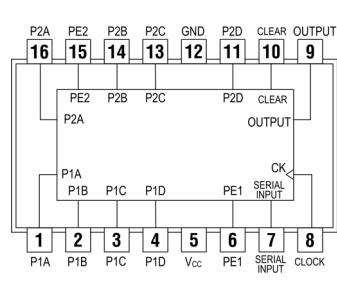 P2A PE2 P2B P2C GND P2D CLEAR OUTPUT
16 15 14 13 12 11 10 9
PE2 P2B P2C P2D CLEAR
P2A OUTPUT
CK
P1A
P1B P1C P1D PE1 SERIAL
INPUT
1 2 3 4 5 6 7 8
P1A P1B P1C P1D Vcc PE1 SERIAL CLOCK
INPUT